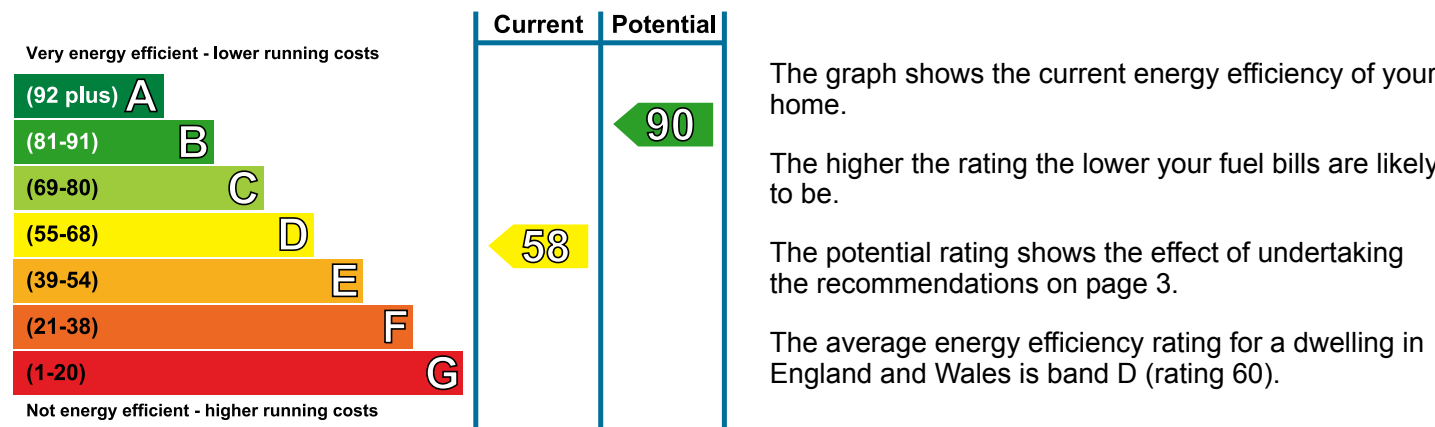 Current Potential
Very energy efficient - lower running costs
(92 plus) A
(81-91) B
(69-80) C
(55-68) D
(39-54) E
(21-38) F
(1-20) G
Not energy efficient - higher running costs
90
58
The graph shows the current energy efficiency of your
home.
The higher the rating the lower your fuel bills are likely
to be.
The potential rating shows the effect of undertaking
the recommendations on page 3.
The average energy efficiency rating for a dwelling in
England and Wales is band D (rating 60).